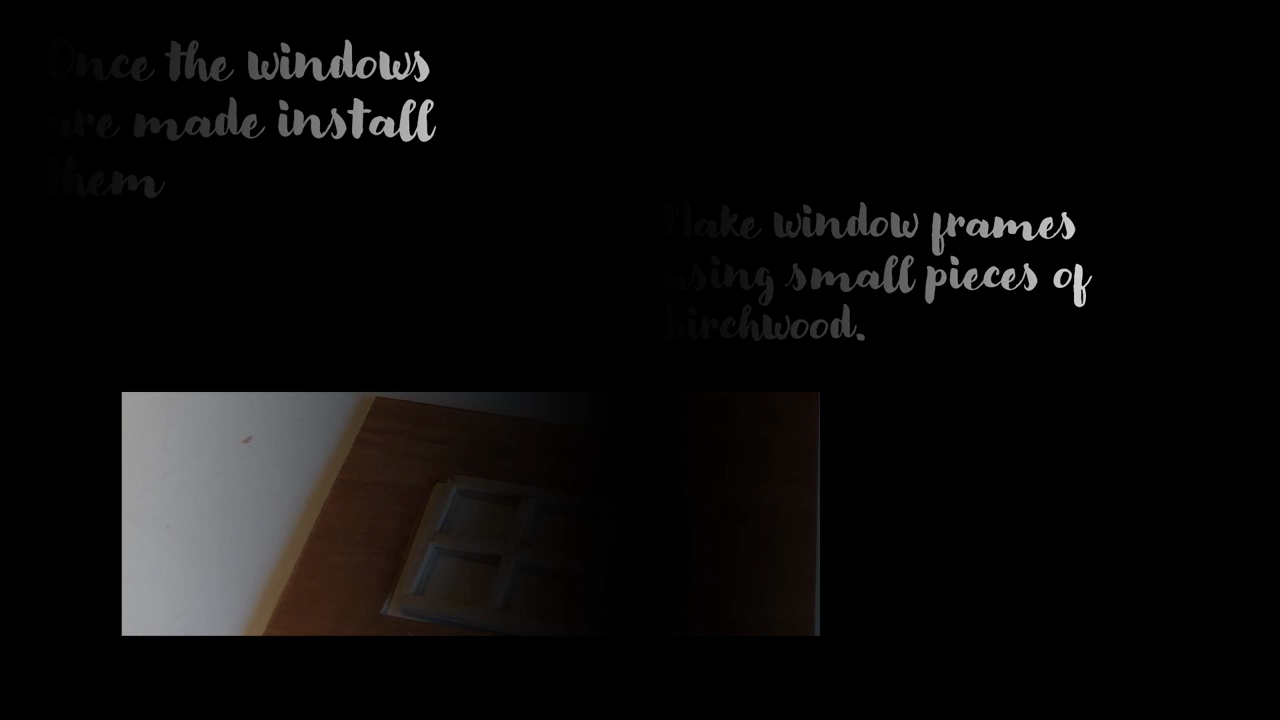 Once the windows
are made install
them
Make window frames
using small pieces of
birchwood.